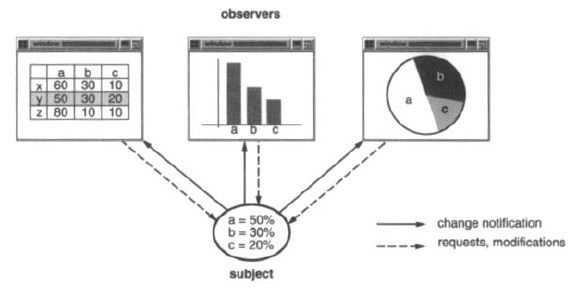 observers
window
window
window
a b c
x 60 30 10
y 50 30 20
z 80 10 10
a b c
a
b
c
a = 50%
b = 30%
c = 20%
subject
change notification
requests, modifications